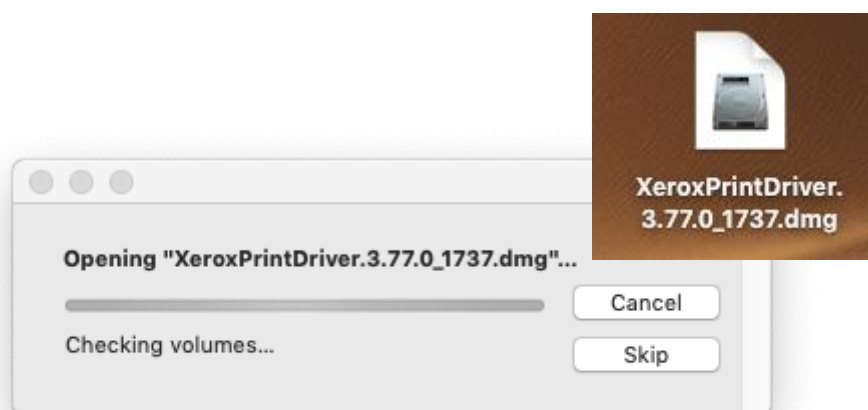 XeroxPrintDriver.
3.77.0_1737.dmg
Opening "XeroxPrintDriver.3.77.0_1737.dmg"...
Cancel
Checking volumes...
Skip